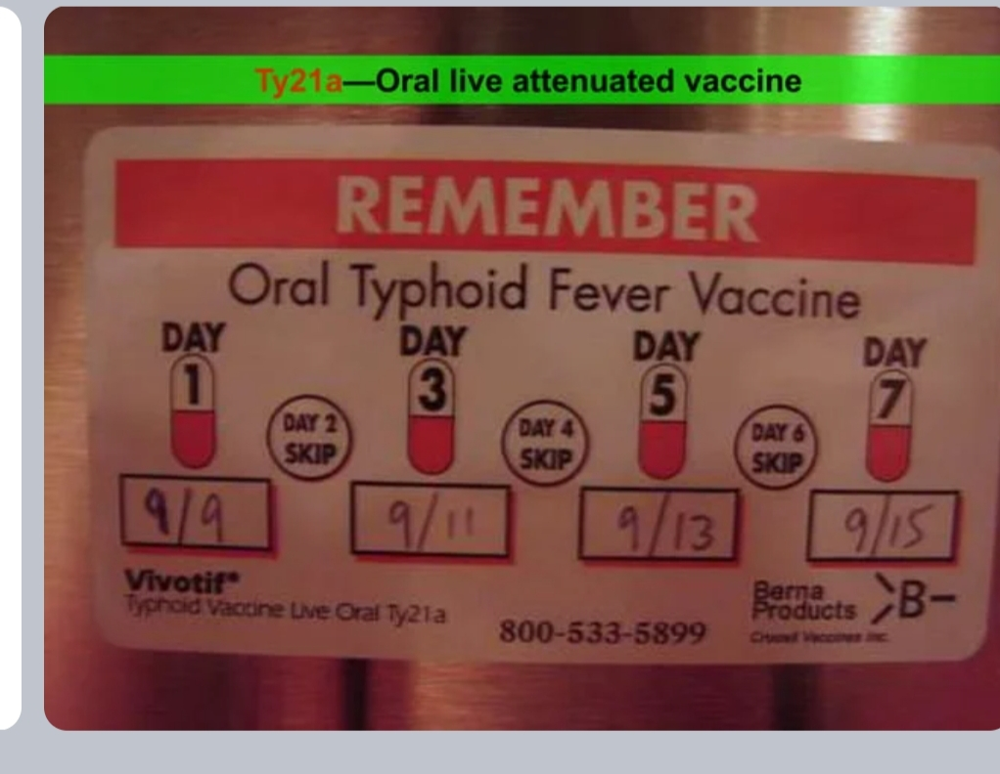 Ty21a—Oral live attenuated vaccine
REMEMBER
Oral Typhoid Fever Vaccine
DAY 1 DAY 3 DAY 5 DAY 7
DAY 2 SKIP DAY 4 SKIP DAY 6 SKIP
9/9 9/11 9/13 9/15
Vivotif®
Typhoid Vaccine Live Oral Ty21a
800-533-5899
Berna
Products
B
Crucell Vaccines Inc.